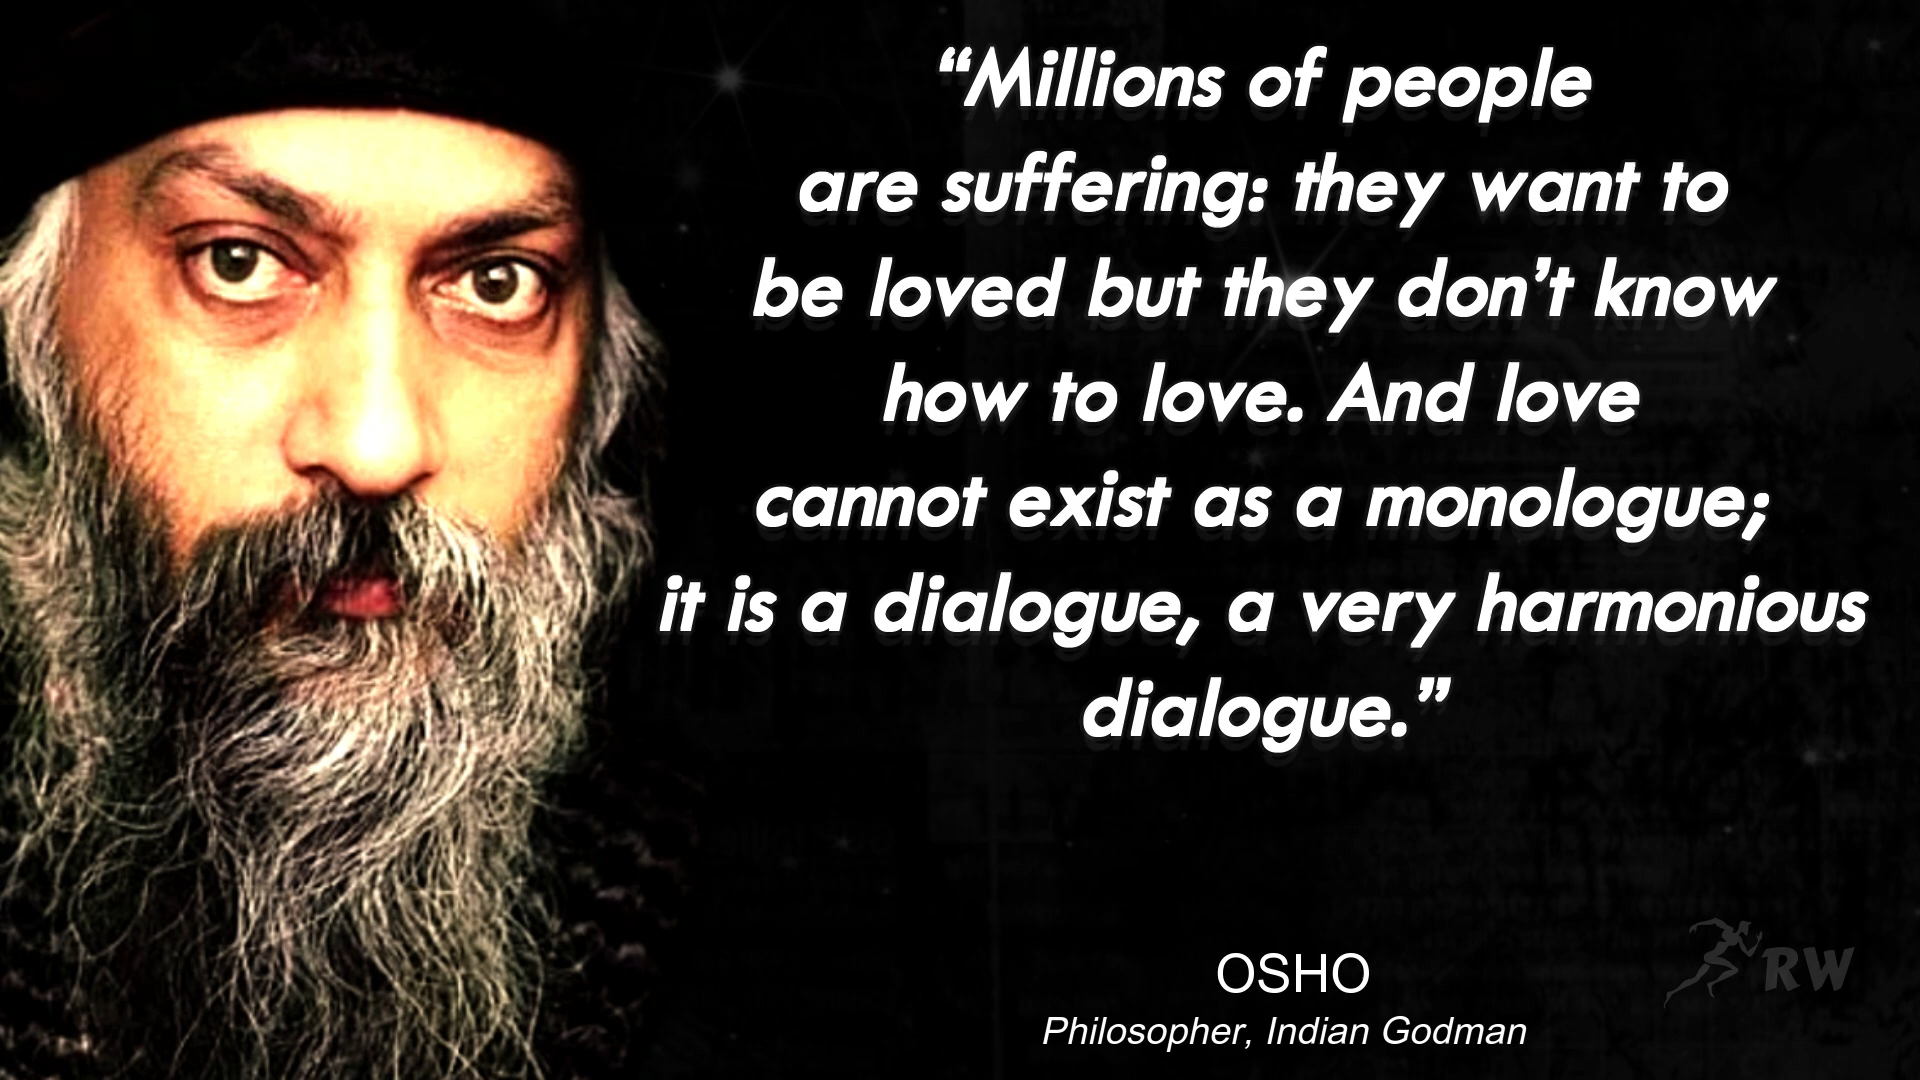 “Millions of people
are suffering: they want to
be loved but they don’t know
how to love. And love
cannot exist as a monologue;
it is a dialogue, a very harmonious
dialogue.”
OSHO
Philosopher, Indian Godman
RW